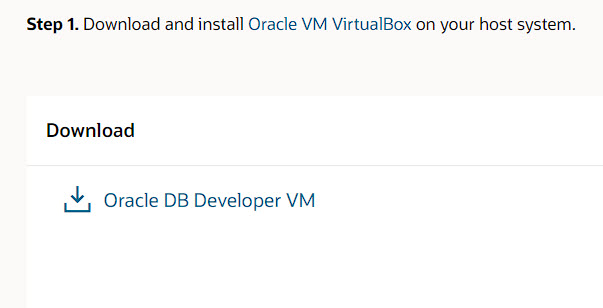 Step 1. Download and install Oracle VM VirtualBox on your host system.
Download
Oracle DB Developer VM